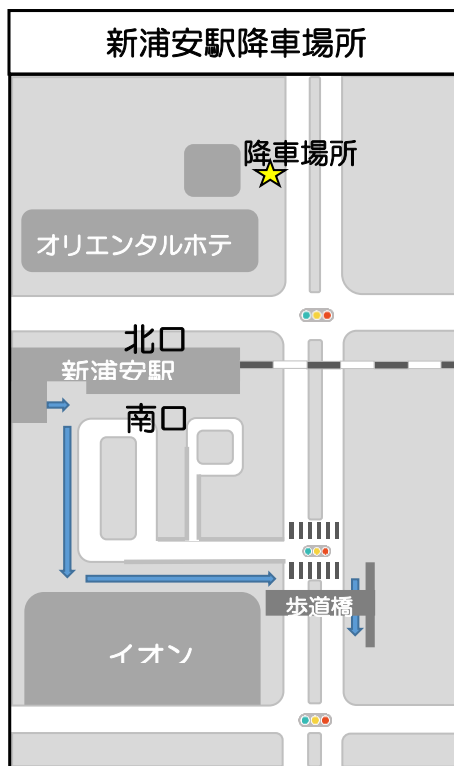 新浦安駅降車場所
降車場所
オリエンタルホテ
北口
新浦安駅
南口
歩道橋
イオン